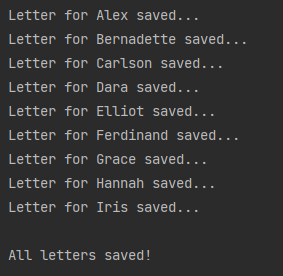 Letter for Alex saved...
Letter for Bernadette saved...
Letter for Carlson saved...
Letter for Dara saved...
Letter for Elliot saved...
Letter for Ferdinand saved...
Letter for Grace saved...
Letter for Hannah saved...
Letter for Iris saved...

All letters saved!